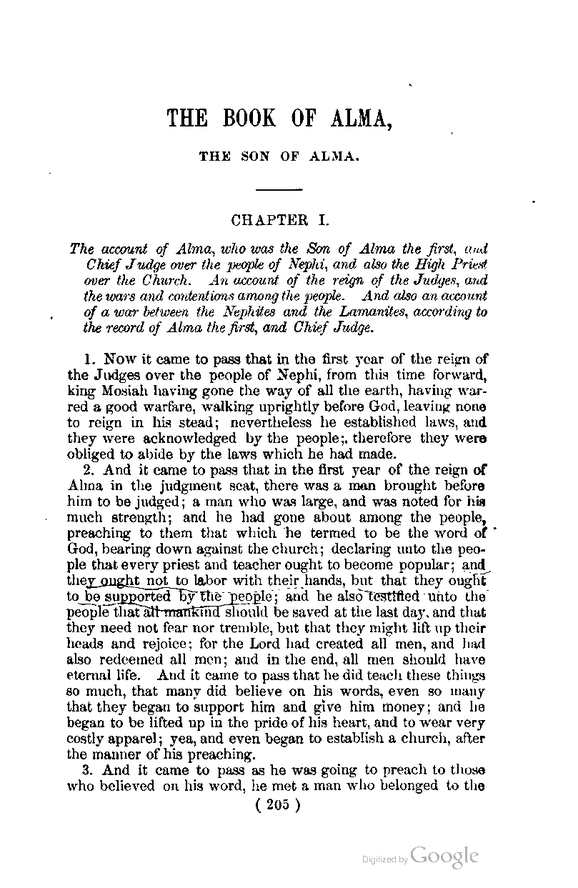 THE BOOK OF ALMA,
THE SON OF ALMA.
CHAPTER I.
The account of Alma, who was the Son of Alma the first, and
Chief Judge over the people of Nephi, and also the High Priest
over the Church. An account of the reign of the Judges, and
the wars and contentions among the people. And also an account
of a war between the Nephites and the Lamanites, according to
the record of Alma the first, and Chief Judge.
1. Now it came to pass that in the first year of the reign of
the Judges over the people of Nephi, from this time forward,
king Mosiah having gone the way of all the earth, having war-
red a good warfare, walking uprightly before God, leaving none
to reign in his stead; nevertheless he established laws, and
they were acknowledged by the people; therefore they were
obliged to abide by the laws which he had made.
2. And it came to pass that in the first year of the reign of
Alma in the judgment seat, there was a man brought before
him to be judged; a man who was large, and was noted for his
much strength; and he had gone about among the people,
preaching to them that which he termed to be the word of
God, bearing down against the church; declaring unto the peo-
ple that every priest and teacher ought to become popular; and
they ought not to labor with their hands, but that they ought
to be supported by the people; and he also testified unto the
people that all mankind should be saved at the last day, and that
they need not fear nor tremble, but that they might lift up their
heads and rejoice; for the Lord had created all men, and had
also redeemed all men; and in the end, all men should have
eternal life. And it came to pass that he did teach these things
so much, that many did believe on his words, even so many
that they began to support him and give him money; and he
began to be lifted up in the pride of his heart, and to wear very
costly apparel; yea, and even began to establish a church, after
the manner of his preaching.
3. And it came to pass as he was going to preach to those
who believed on his word, he met a man who belonged to the
( 205 )
Digitized by Google